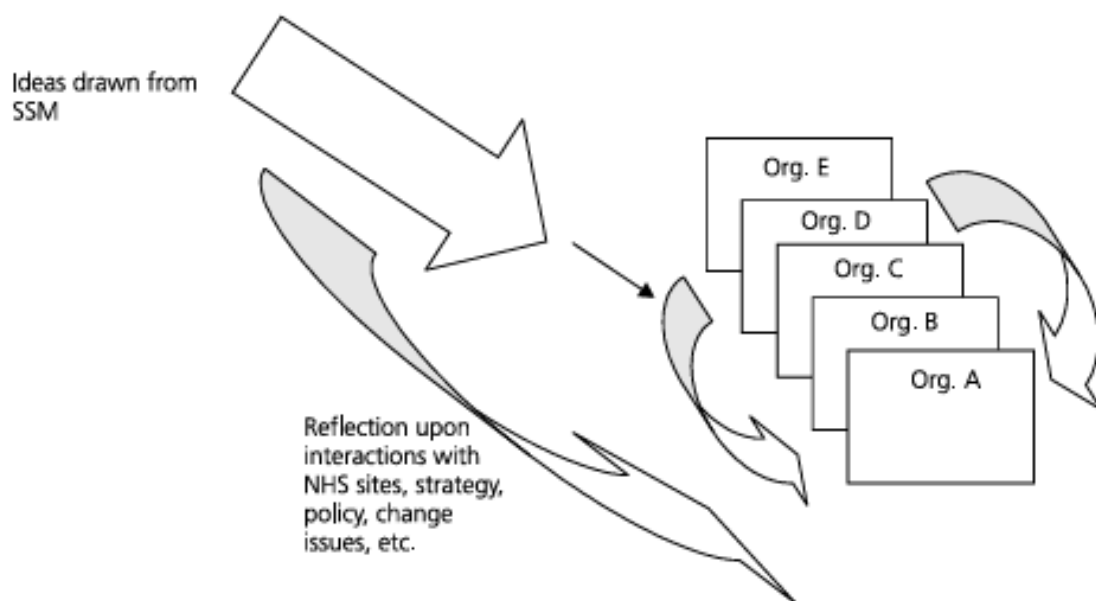 Ideas drawn from
SSM
Org. E
Org. D
Org. C
Org. B
Org. A
Reflection upon
interactions with
NHS sites, strategy,
policy, change
issues, etc.